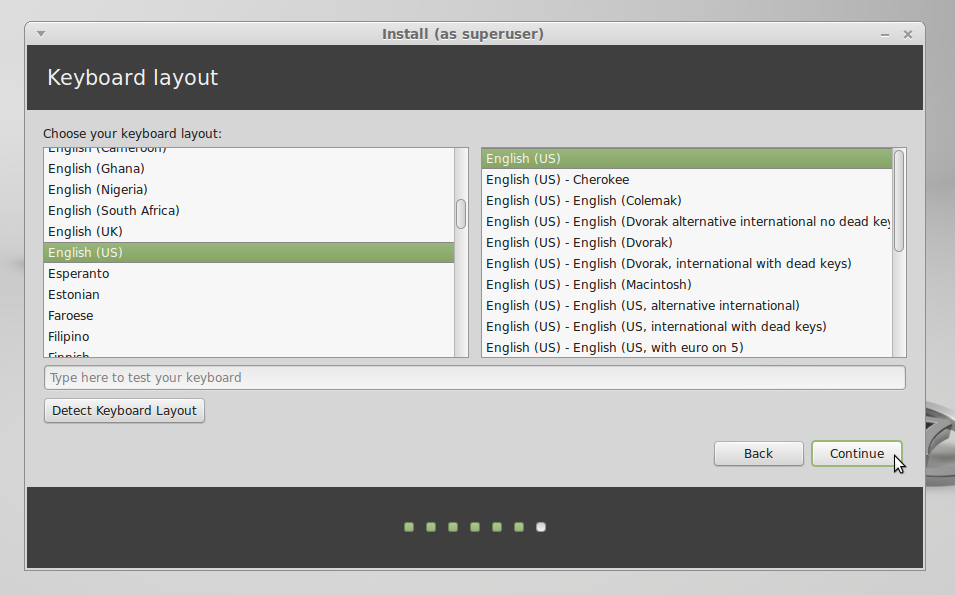 Install (as superuser)
Keyboard layout
Choose your keyboard layout:
English (Cameroon)
English (Ghana)
English (Nigeria)
English (South Africa)
English (UK)
English (US)
Esperanto
Estonian
Faroese
Filipino
Finnish
English (US)
English (US) - Cherokee
English (US) - English (Colemak)
English (US) - English (Dvorak alternative international no dead key
English (US) - English (Dvorak)
English (US) - English (Dvorak, international with dead keys)
English (US) - English (Macintosh)
English (US) - English (US, alternative international)
English (US) - English (US, international with dead keys)
English (US) - English (US, with euro on 5)
Type here to test your keyboard
Detect Keyboard Layout
Back
Continue